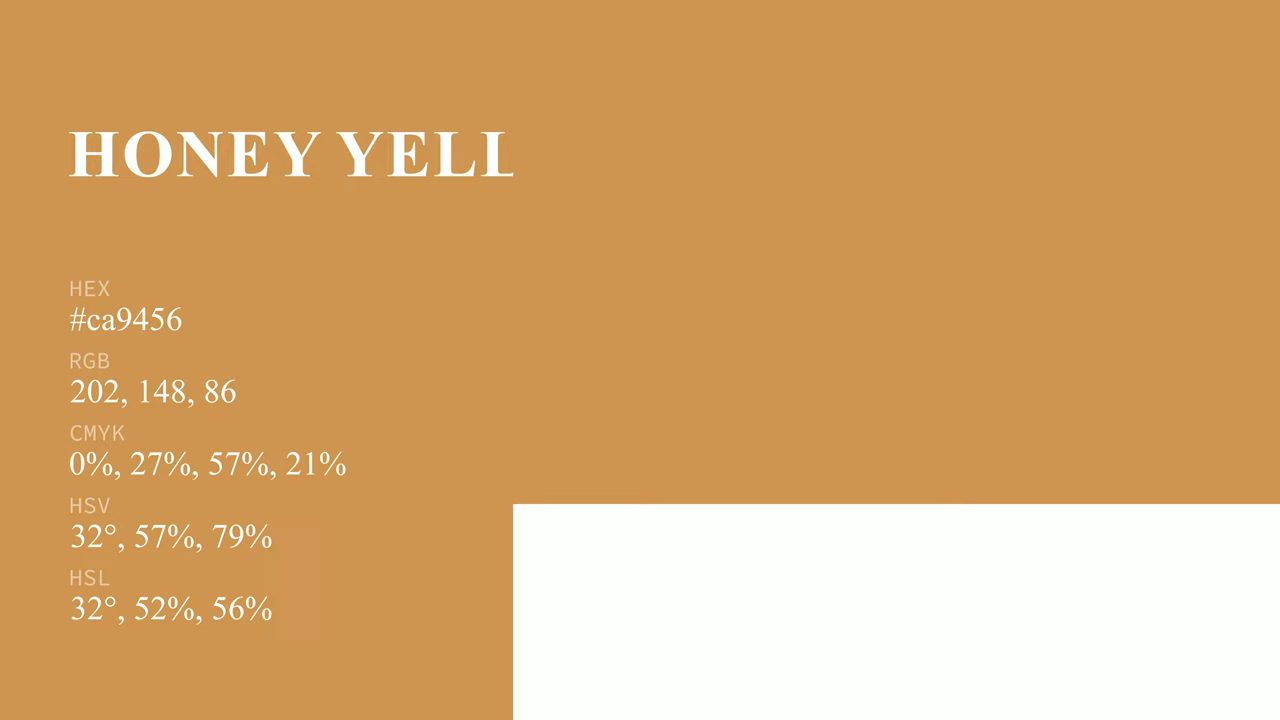 HONEY YELL
HEX
#ca9456
RGB
202, 148, 86
CMYK
0%, 27%, 57%, 21%
HSV
32°, 57%, 79%
HSL
32°, 52%, 56%